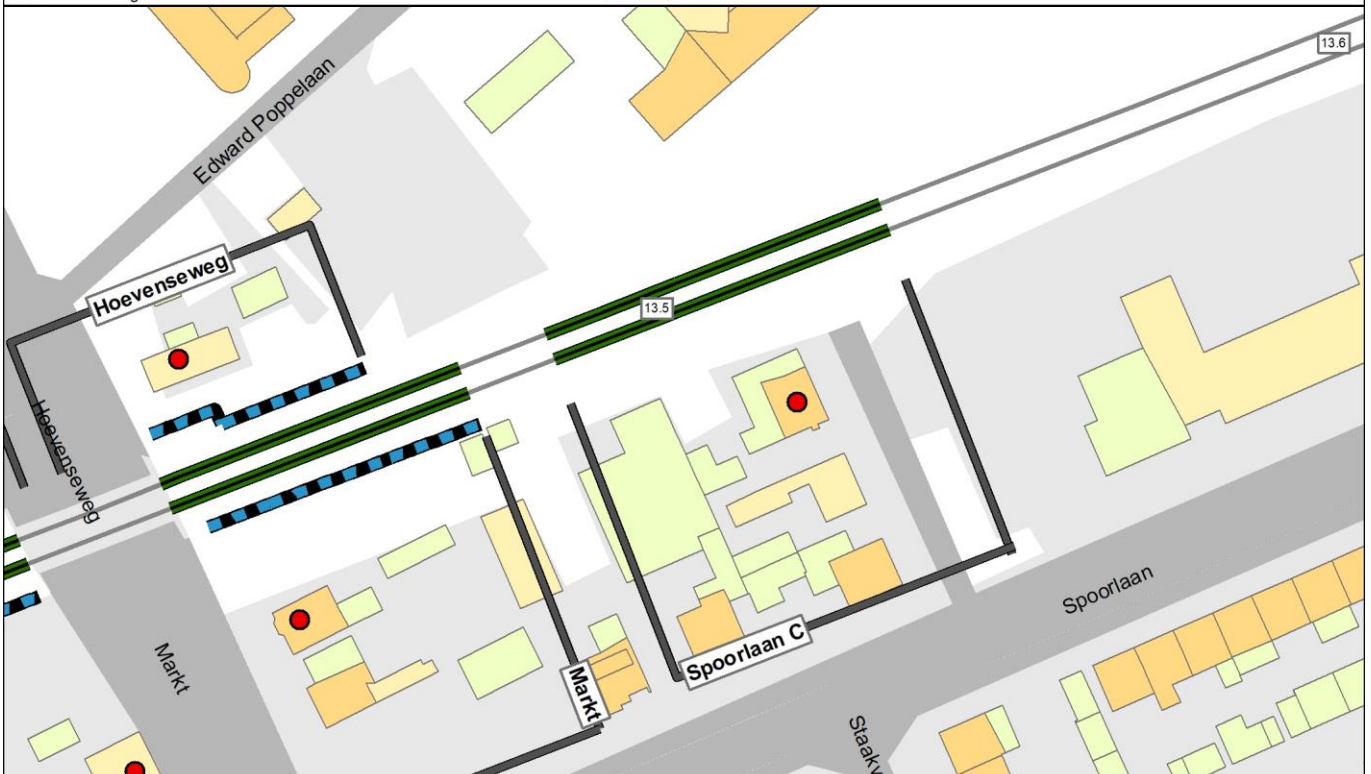 13.6
Edward Poppelaan
Hoevenseweg
13.5
Hoevenseweg
Spoorlaan
Spoorlaan C
Markt
Markt